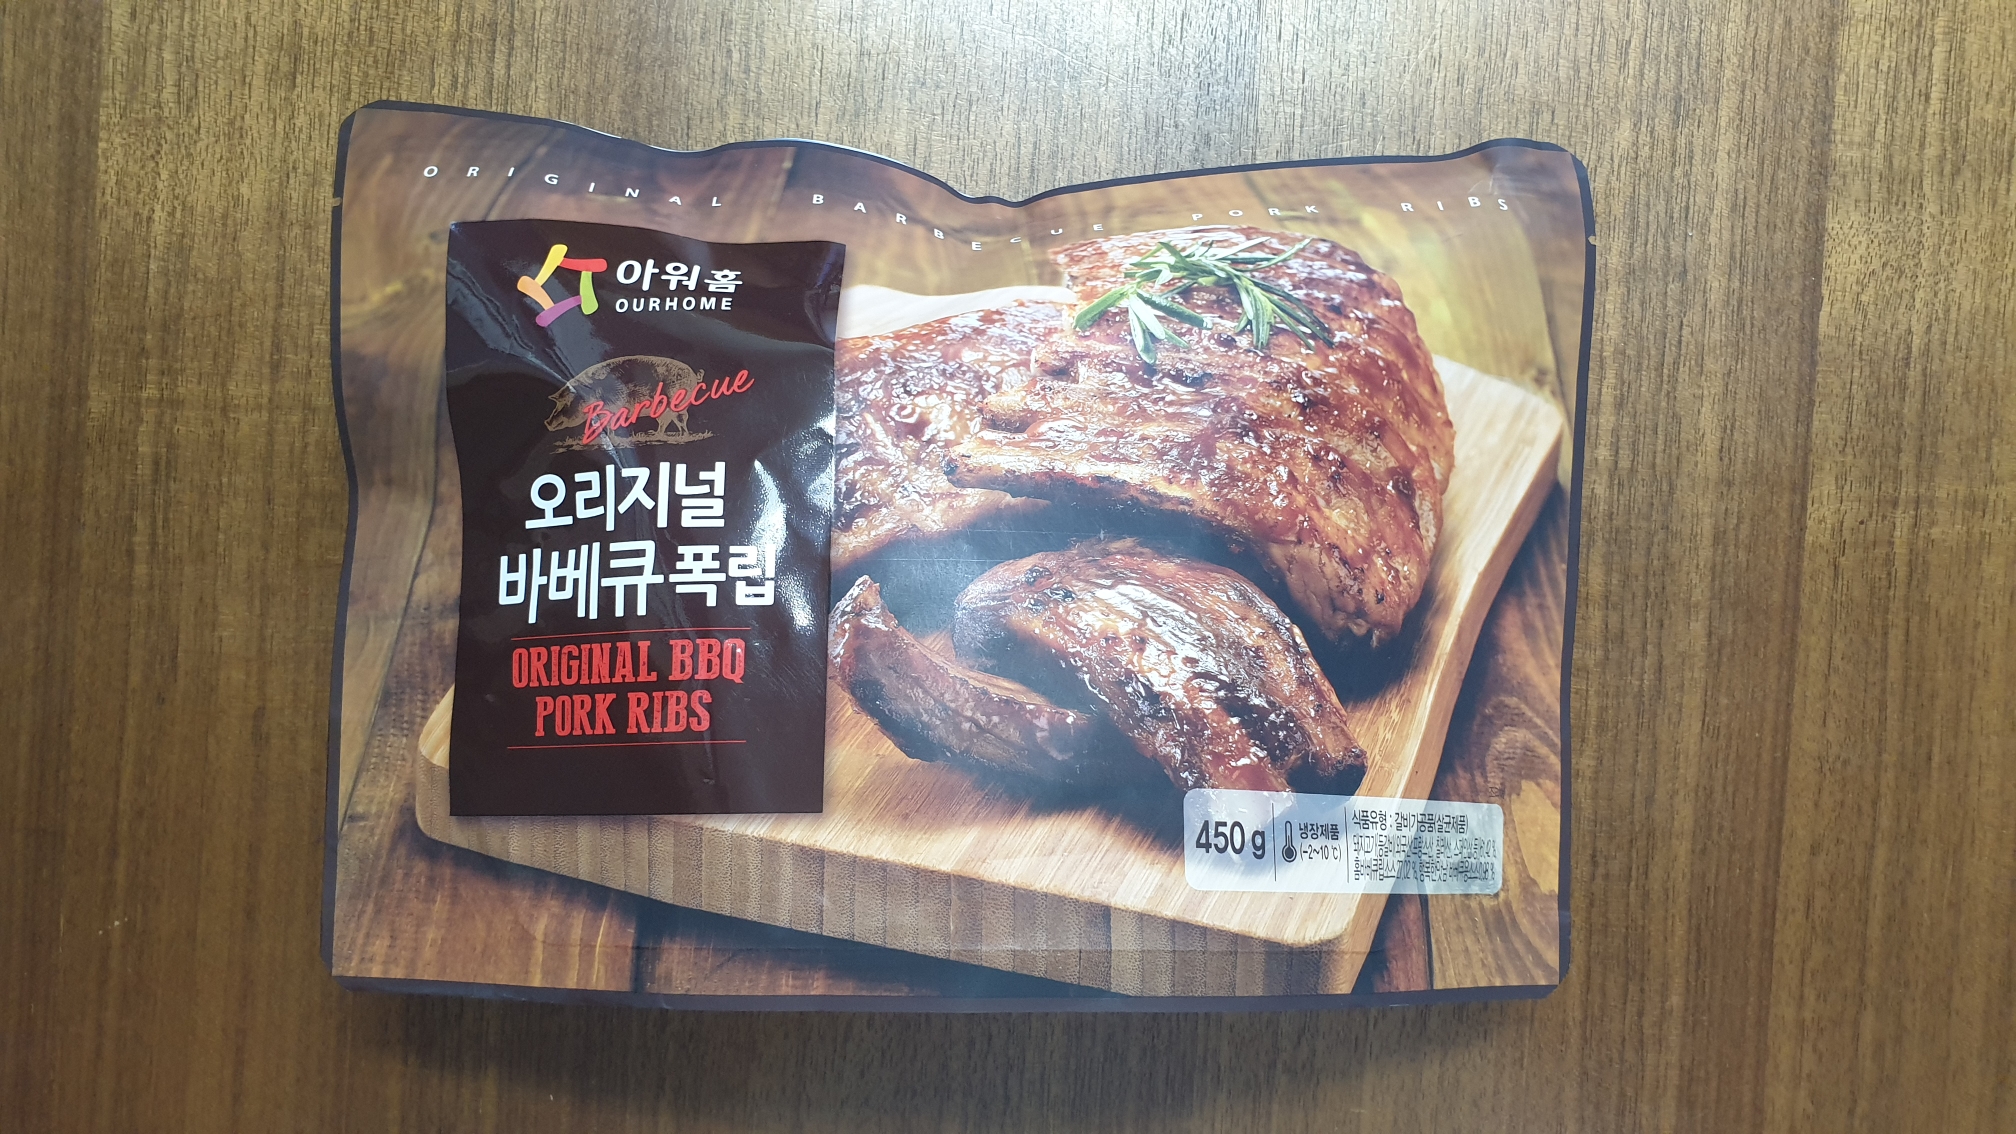 ORIGINAL BARBECUE PORK RIBS
아워홈
OURHOME
Barbecue
오리지널
바베큐폭립
ORIGINAL BBQ
PORK RIBS
450g
냉장제품
(-2~10℃)
식품유형 : 갈비가공품(살균제품)